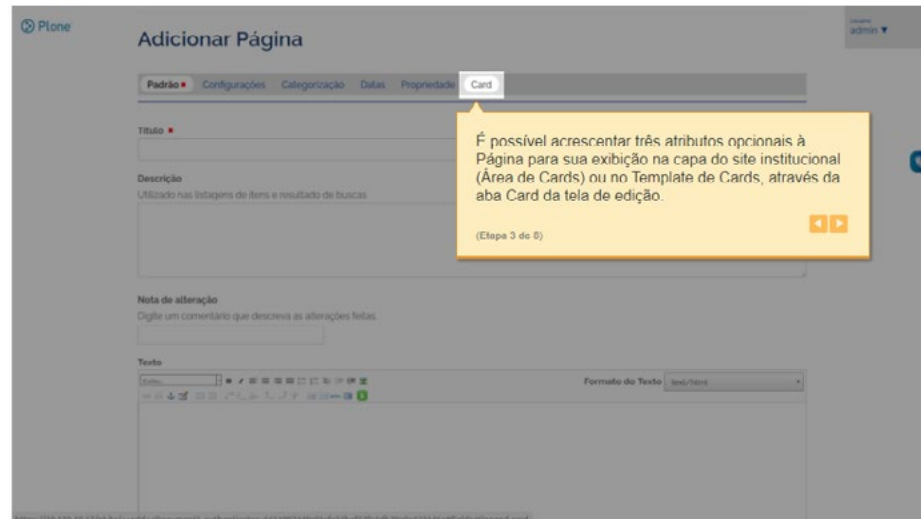 Plone
admin ▼
Adicionar Página
Padrão Configurações Categorização Datas Propriedade Card
Título
É possível acrescentar três atributos opcionais à
Página para sua exibição na capa do site institucional
(Área de Cards) ou no Template de Cards, através da
aba Card da tela de edição.
(Etapa 3 de 8)
Descrição
Utilizado nas listagens de itens e resultado de buscas.
Nota de alteração
Digite um comentário que descreva as alterações feitas.
Texto
Formato do Texto text/html